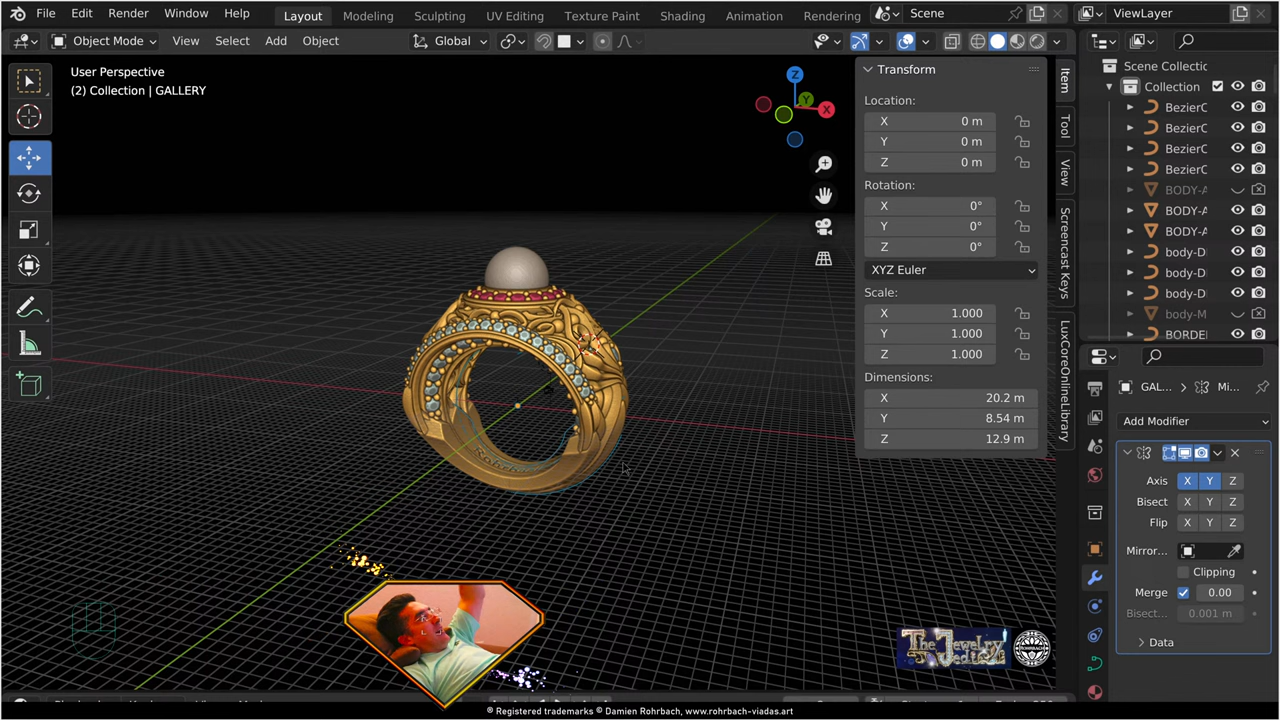 File Edit Render Window Help Layout Modeling Sculpting UV Editing Texture Paint Shading Animation Rendering Scene ViewLayer
Object Mode View Select Add Object Global
User Perspective
(2) Collection | GALLERY
Z
Y
X
Transform
Location:
X 0 m
Y 0 m
Z 0 m
Rotation:
X 0°
Y 0°
Z 0°
XYZ Euler
Scale:
X 1.000
Y 1.000
Z 1.000
Dimensions:
X 20.2 m
Y 8.54 m
Z 12.9 m
Item
Tool
View
Screencast Keys
LuxCoreOnlineLibrary
Scene Collectic
Collection
BezierC
BezierC
BezierC
BezierC
BODY-A
BODY-A
BODY-A
body-D
body-D
body-D
body-M
BORDE
GAL... Mi...
Add Modifier
Axis X Y Z
Bisect X Y Z
Flip X Y Z
Mirror...
Clipping
Merge 0.00
Bisect... 0.001 m
Data
The Jewelry Jedi
ROHRBACH
® Registered trademarks © Damien Rohrbach, www.rohrbach-viadas.art